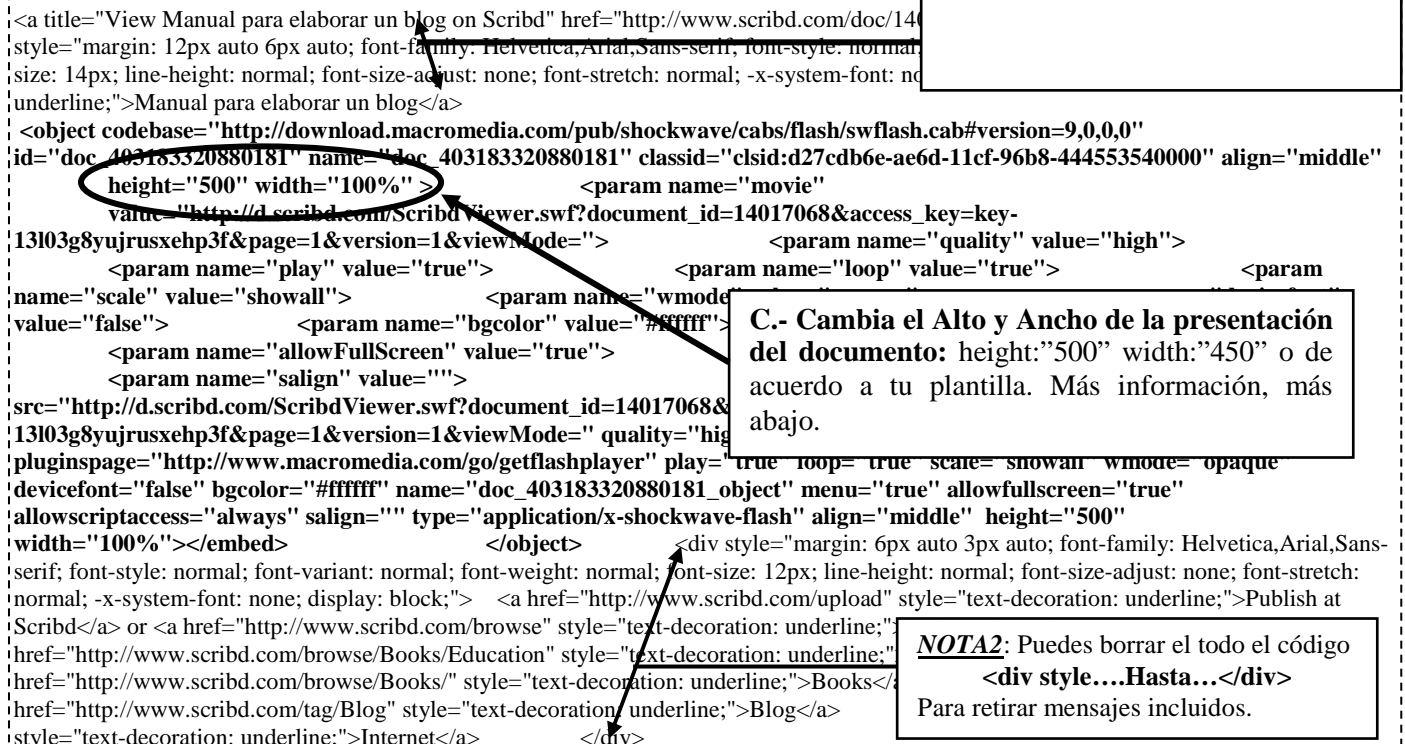 <a title="View Manual para elaborar un blog on Scribd" href="http://www.scribd.com/doc/140
style="margin: 12px auto 6px auto; font-family: Helvetica,Arial,Sans-serif; font-style: normal;
size: 14px; line-height: normal; font-size-adjust: none; font-stretch: normal; -x-system-font: no
underline;">Manual para elaborar un blog</a>
<object codebase="http://download.macromedia.com/pub/shockwave/cabs/flash/swflash.cab#version=9,0,0,0"
id="doc_403183320880181" name="doc_403183320880181" classid="clsid:d27cdb6e-ae6d-11cf-96b8-444553540000" align="middle"
height="500" width="100%" > <param name="movie"
value="http://d.scribd.com/ScribdViewer.swf?document_id=14017068&access_key=key-
13l03g8yujrusxehp3f&page=1&version=1&viewMode="> <param name="quality" value="high">
<param name="play" value="true"> <param name="loop" value="true"> <param
name="scale" value="showall"> <param name="wmode"
value="false"> <param name="bgcolor" value="#ffffff">
<param name="allowFullScreen" value="true">
<param name="salign" value="">
src="http://d.scribd.com/ScribdViewer.swf?document_id=14017068&
13l03g8yujrusxehp3f&page=1&version=1&viewMode=" quality="hig
pluginspage="http://www.macromedia.com/go/getflashplayer" play="true" loop="true" scale="showall" wmode="opaque"
devicefont="false" bgcolor="#ffffff" name="doc_403183320880181_object" menu="true" allowfullscreen="true"
allowscriptaccess="always" salign="" type="application/x-shockwave-flash" align="middle" height="500"
width="100%"></embed> </object> <div style="margin: 6px auto 3px auto; font-family: Helvetica,Arial,Sans-
serif; font-style: normal; font-variant: normal; font-weight: normal; font-size: 12px; line-height: normal; font-size-adjust: none; font-stretch:
normal; -x-system-font: none; display: block;"> <a href="http://www.scribd.com/upload" style="text-decoration: underline;">Publish at
Scribd</a> or <a href="http://www.scribd.com/browse" style="text-decoration: underline;">
href="http://www.scribd.com/browse/Books/Education" style="text-decoration: underline;"
href="http://www.scribd.com/browse/Books/" style="text-decoration: underline;">Books</a
href="http://www.scribd.com/tag/Blog" style="text-decoration: underline;">Blog</a>
style="text-decoration: underline;">Internet</a> </div>
C.- Cambia el Alto y Ancho de la presentación
del documento: height:”500” width:”450” o de
acuerdo a tu plantilla. Más información, más
abajo.
NOTA2: Puedes borrar el todo el código
<div style….Hasta…</div>
Para retirar mensajes incluidos.